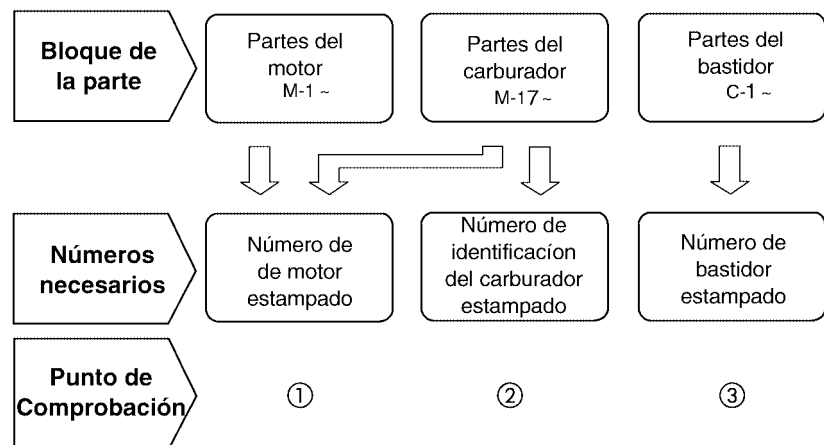 Bloque de
la parte
Partes del
motor
M-1 ~
Partes del
carburador
M-17 ~
Partes del
bastidor
C-1 ~
Números
necesarios
Número de
de motor
estampado
Número de
identificacíon
del carburador
estampado
Número de
bastidor
estampado
Punto de
Comprobación
①
②
③